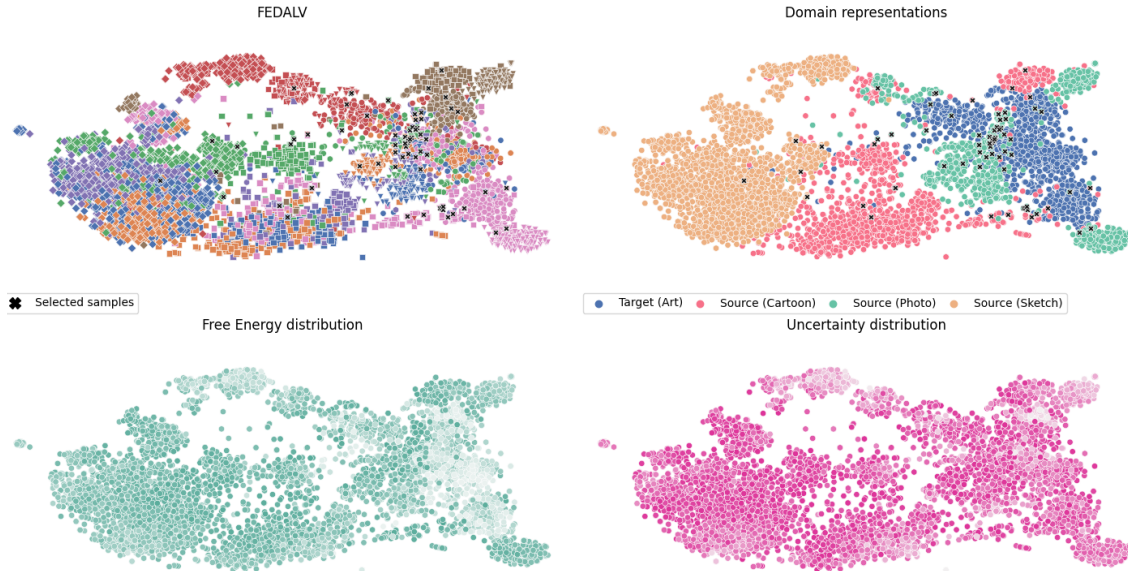 FEDALV
Domain representations
Selected samples
Target (Art) Source (Cartoon) Source (Photo) Source (Sketch)
Free Energy distribution
Uncertainty distribution